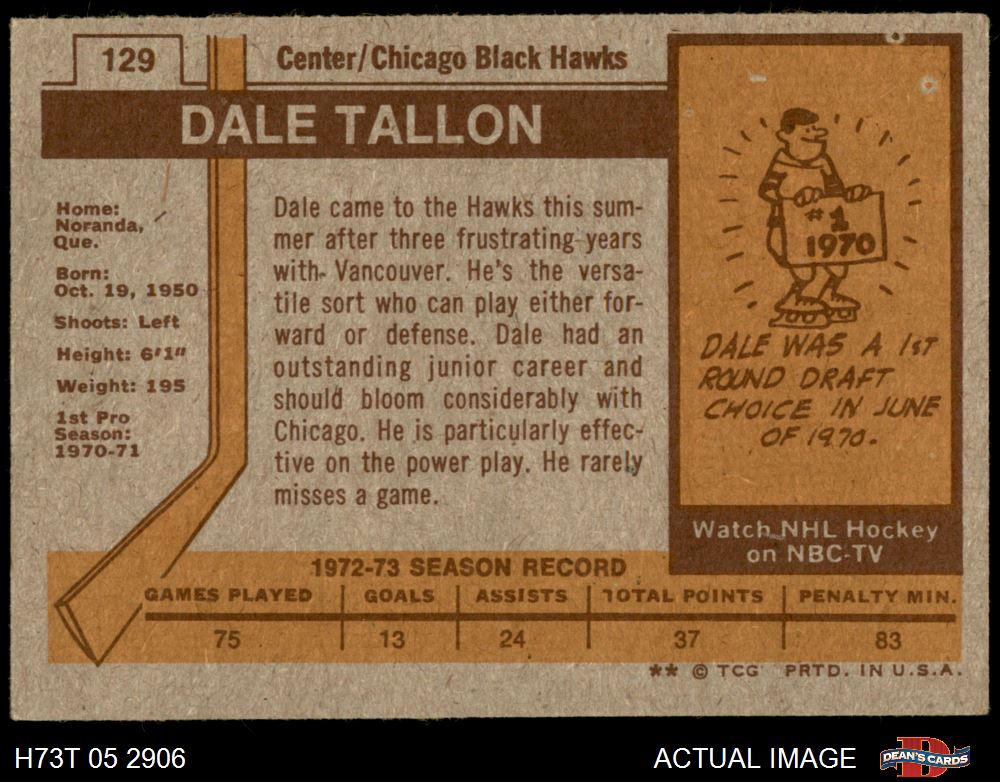 129
Center/Chicago Black Hawks
DALE TALLON
Home:
Noranda,
Que.
Born:
Oct. 19, 1950
Shoots: Left
Height: 6'1"
Weight: 195
1st Pro
Season:
1970-71
Dale came to the Hawks this sum-
mer after three frustrating years
with Vancouver. He's the versa-
tile sort who can play either for-
ward or defense. Dale had an
outstanding junior career and
should bloom considerably with
Chicago. He is particularly effec-
tive on the power play. He rarely
misses a game.
#1
1970
DALE WAS A 1ST
ROUND DRAFT
CHOICE IN JUNE
OF 1970.
Watch NHL Hockey
on NBC-TV
1972-73 SEASON RECORD
GAMES PLAYED GOALS ASSISTS TOTAL POINTS PENALTY MIN.
75 13 24 37 83
** © TCG PRTD. IN U.S.A.
H73T 05 2906 ACTUAL IMAGE D DEAN'S CARDS